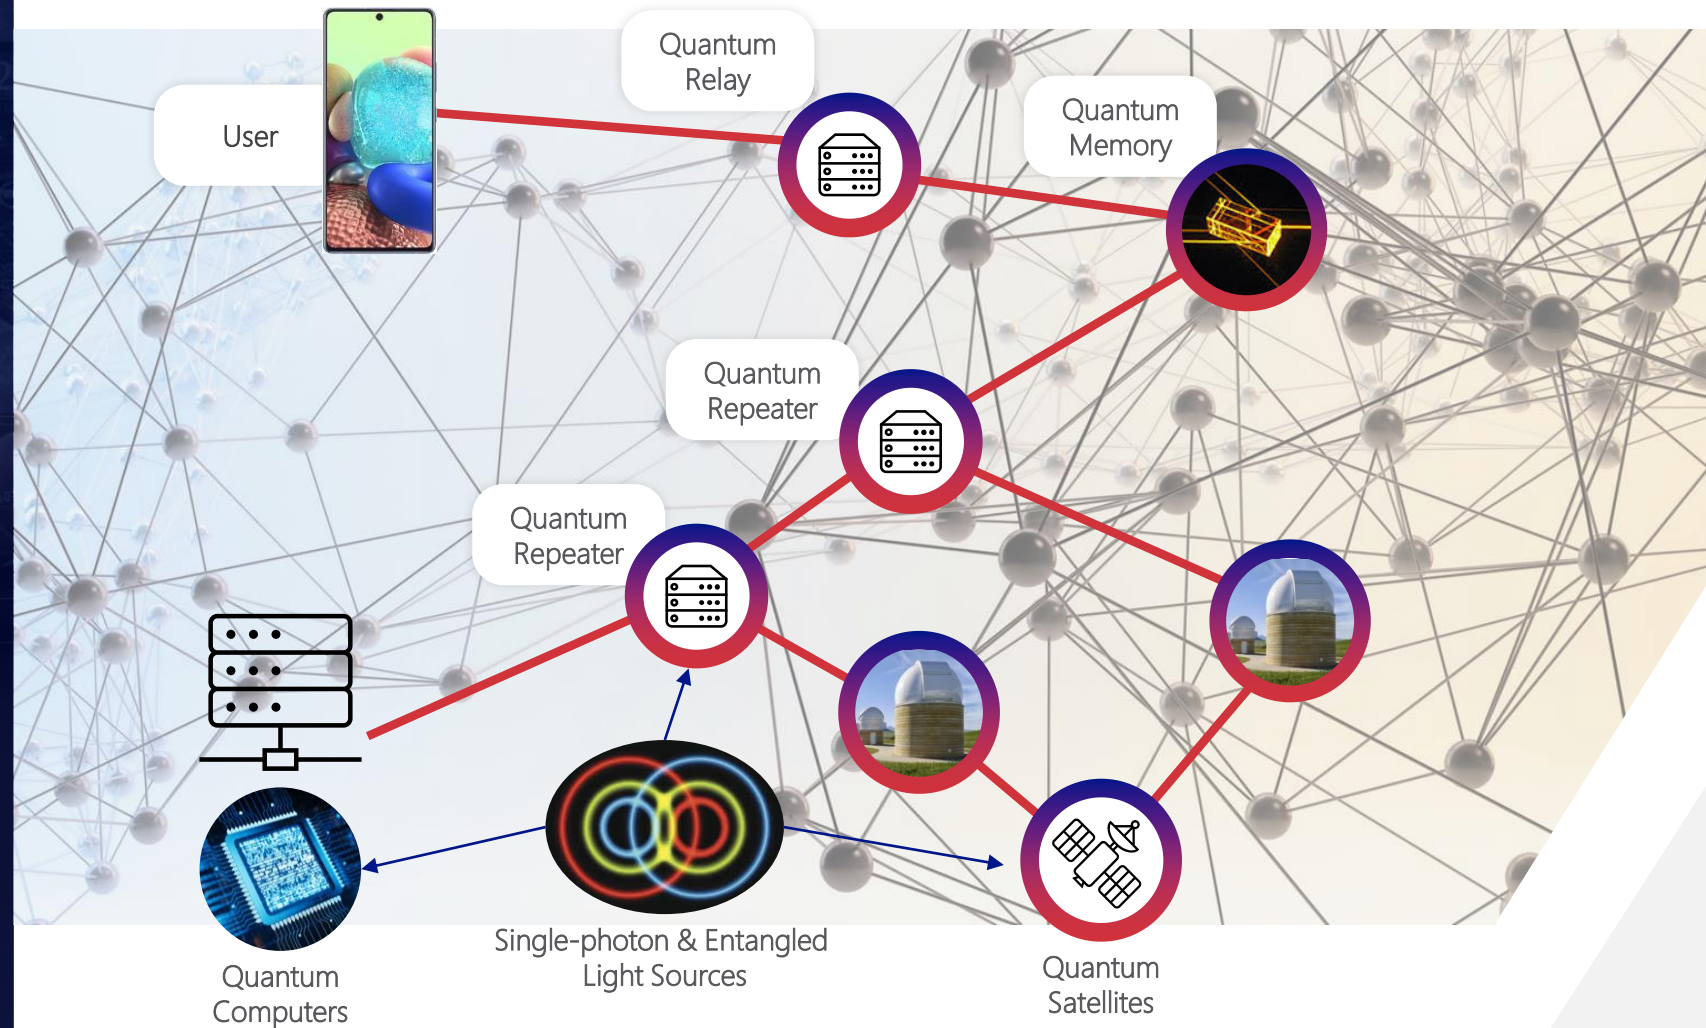 Quantum
Relay
User
Quantum
Memory
Quantum
Repeater
Quantum
Repeater
Single-photon & Entangled
Light Sources
Quantum
Computers
Quantum
Satellites